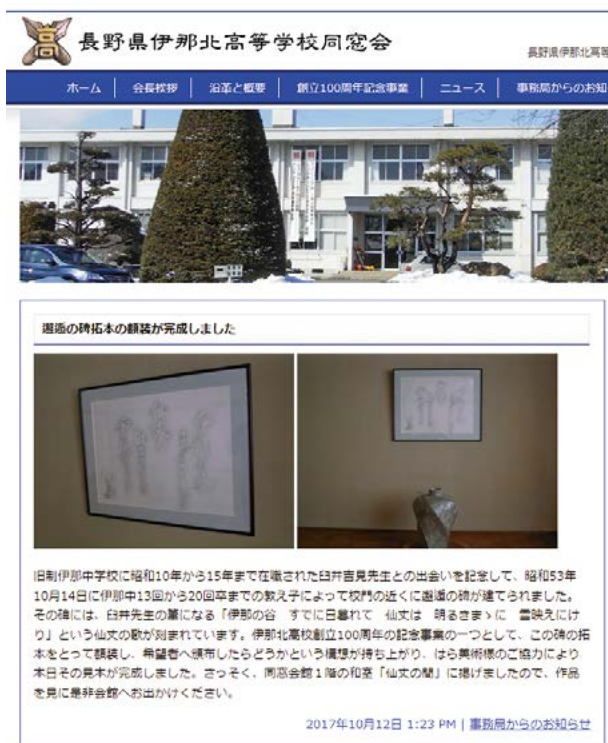 長野県伊那北高等学校同窓会
長野県伊那北高等
ホーム
会長挨拶
沿革と概要
創立100周年記念事業
ニュース
事務局からのお知
邂逅の碑拓本の額装が完成しました
旧制伊那中学校に昭和10年から15年まで在職された臼井吉見先生との出会いを記念して、昭和53年
10月14日に伊那中13回から20回卒までの教え子によって校門の近くに邂逅の碑が建てられました。
その碑には、臼井先生の筆になる「伊那の谷　すでに日暮れて　仙丈は　明るきまゝに　雲映えにけ
り」という仙丈の歌が刻まれています。伊那北高校創立100周年の記念事業の一つとして、この碑の拓
本をとって額装し、希望者へ頒布したらどうかという構想が持ち上がり、はら美術様のご協力により
本日その見本が完成しました。さっそく、同窓会館1階の和室「仙丈の間」に掲げましたので、作品
を見に是非会館へお出かけください。
2017年10月12日 1:23 PM | 事務局からのお知らせ